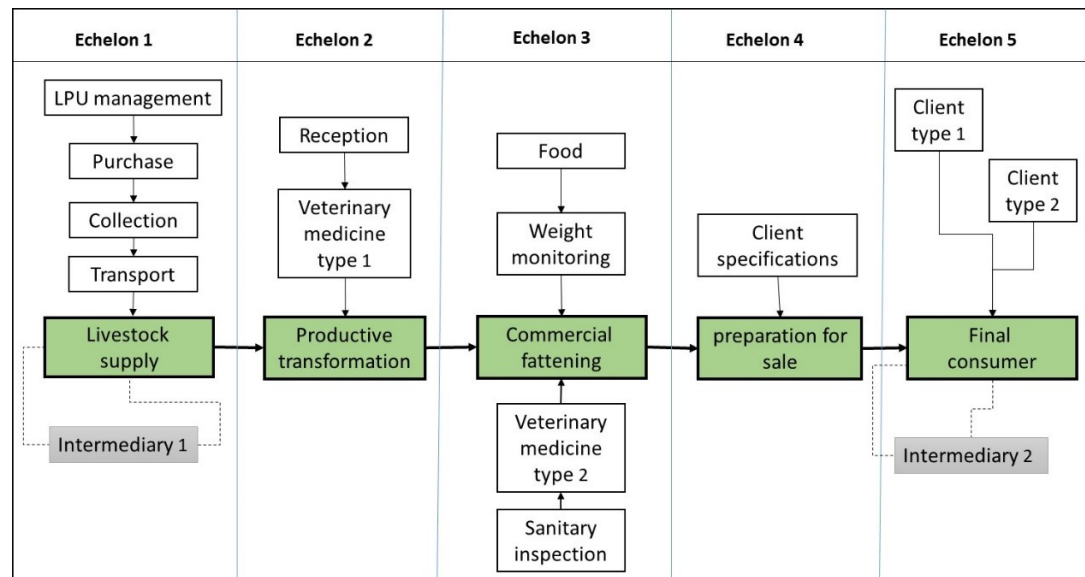 Echelon 1
Echelon 2
Echelon 3
Echelon 4
Echelon 5
LPU management
Purchase
Collection
Transport
Livestock
supply
Intermediary 1
Reception
Veterinary
medicine
type 1
Productive
transformation
Food
Weight
monitoring
Commercial
fattening
Veterinary
medicine
type 2
Sanitary
inspection
Client
specifications
preparation for
sale
Client
type 1
Client
type 2
Final
consumer
Intermediary 2